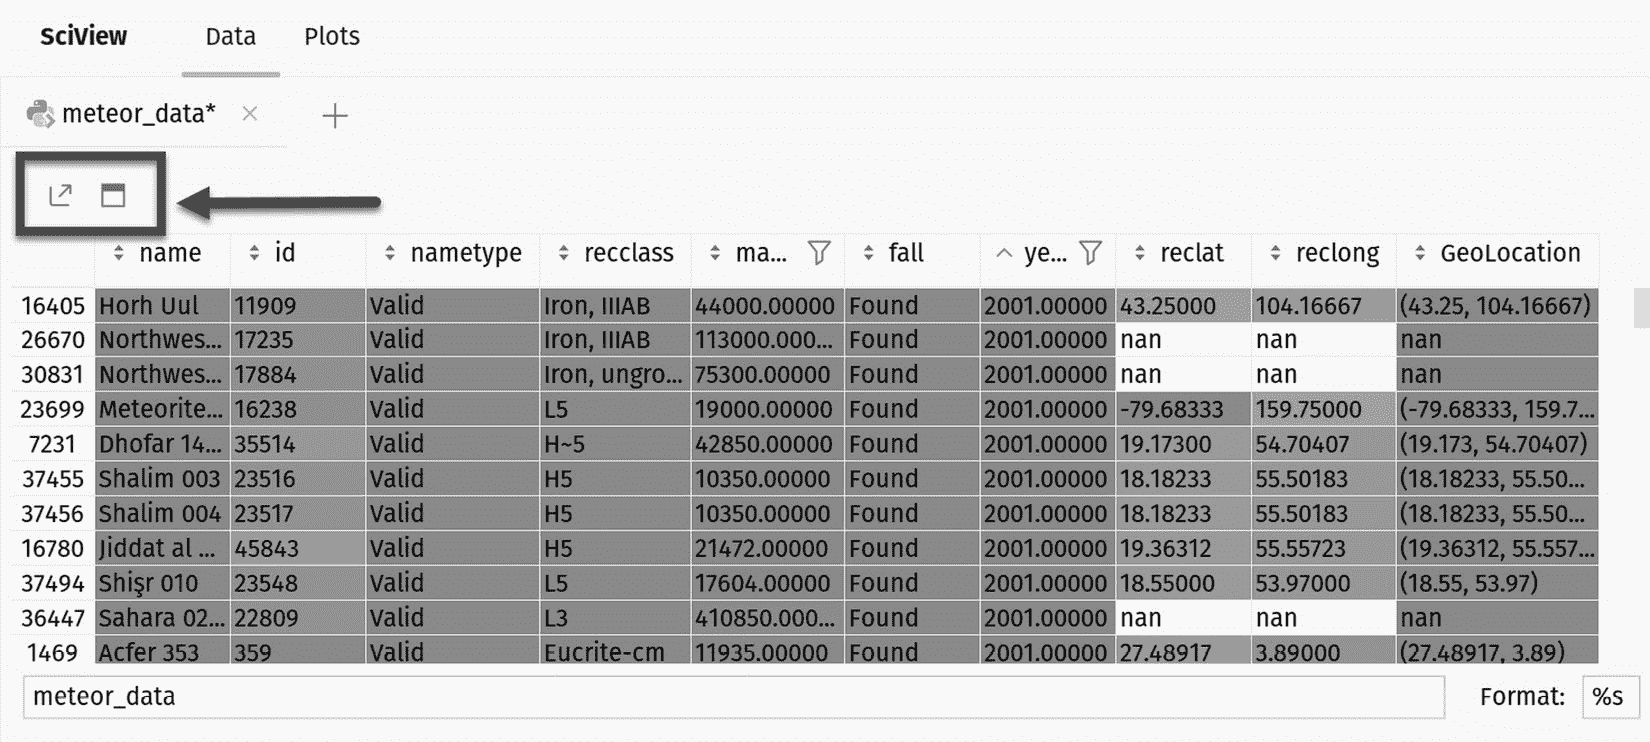 SciView Data Plots
meteor_data*
name id nametype recclass ma... fall ye... reclat reclong GeoLocation
16405 Horh Uul 11909 Valid Iron, IIIAB 44000.00000 Found 2001.00000 43.25000 104.16667 (43.25, 104.16667)
26670 Northwes... 17235 Valid Iron, IIIAB 113000.000... Found 2001.00000 nan nan nan
30831 Northwes... 17884 Valid Iron, ungro... 75300.00000 Found 2001.00000 nan nan nan
23699 Meteorite... 16238 Valid L5 19000.00000 Found 2001.00000 -79.68333 159.75000 (-79.68333, 159.7...
7231 Dhofar 14... 35514 Valid H~5 42850.00000 Found 2001.00000 19.17300 54.70407 (19.173, 54.70407)
37455 Shalim 003 23516 Valid H5 10350.00000 Found 2001.00000 18.18233 55.50183 (18.18233, 55.50...
37456 Shalim 004 23517 Valid H5 10350.00000 Found 2001.00000 18.18233 55.50183 (18.18233, 55.50...
16780 Jiddat al ... 45843 Valid H5 21472.00000 Found 2001.00000 19.36312 55.55723 (19.36312, 55.557...
37494 Shişr 010 23548 Valid L5 17604.00000 Found 2001.00000 18.55000 53.97000 (18.55, 53.97)
36447 Sahara 02... 22809 Valid L3 410850.000... Found 2001.00000 nan nan nan
1469 Acfer 353 359 Valid Eucrite-cm 11935.00000 Found 2001.00000 27.48917 3.89000 (27.48917, 3.89)
meteor_data Format: %s